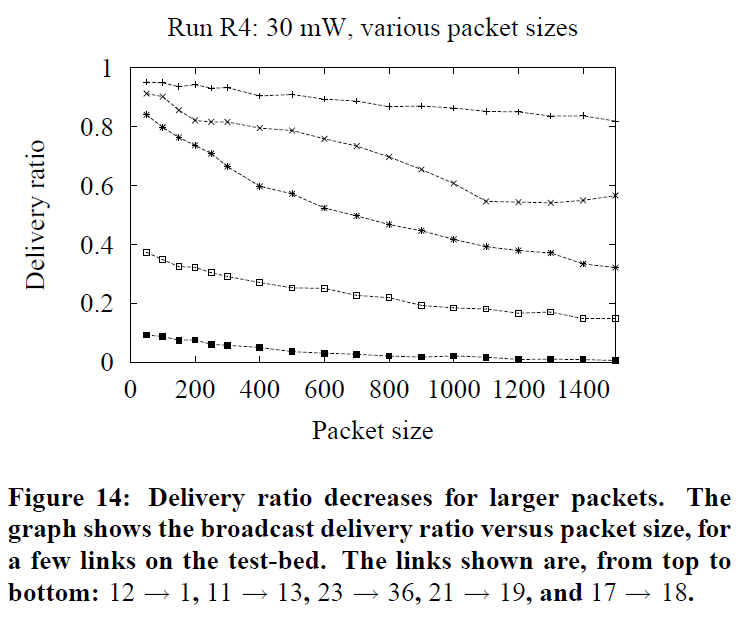 Run R4: 30 mW, various packet sizes
1
0.8
0.6
0.4
0.2
0
Delivery ratio
0 200 400 600 800 1000 1200 1400
Packet size
Figure 14: Delivery ratio decreases for larger packets. The
graph shows the broadcast delivery ratio versus packet size, for
a few links on the test-bed. The links shown are, from top to
bottom: 12 → 1, 11 → 13, 23 → 36, 21 → 19, and 17 → 18.